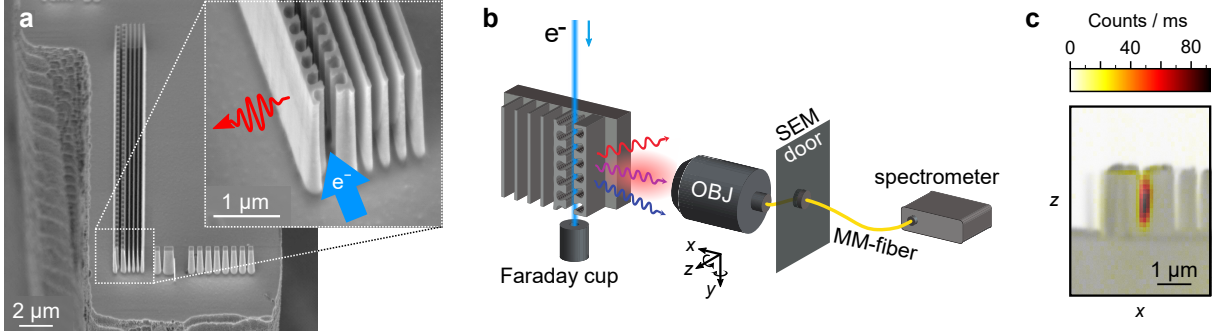 a
e⁻
1 µm
2 µm
b
e⁻
Faraday cup
OBJ
x
z
y
SEM
door
MM-fiber
spectrometer
c
Counts / ms
0 40 80
z
1 µm
x